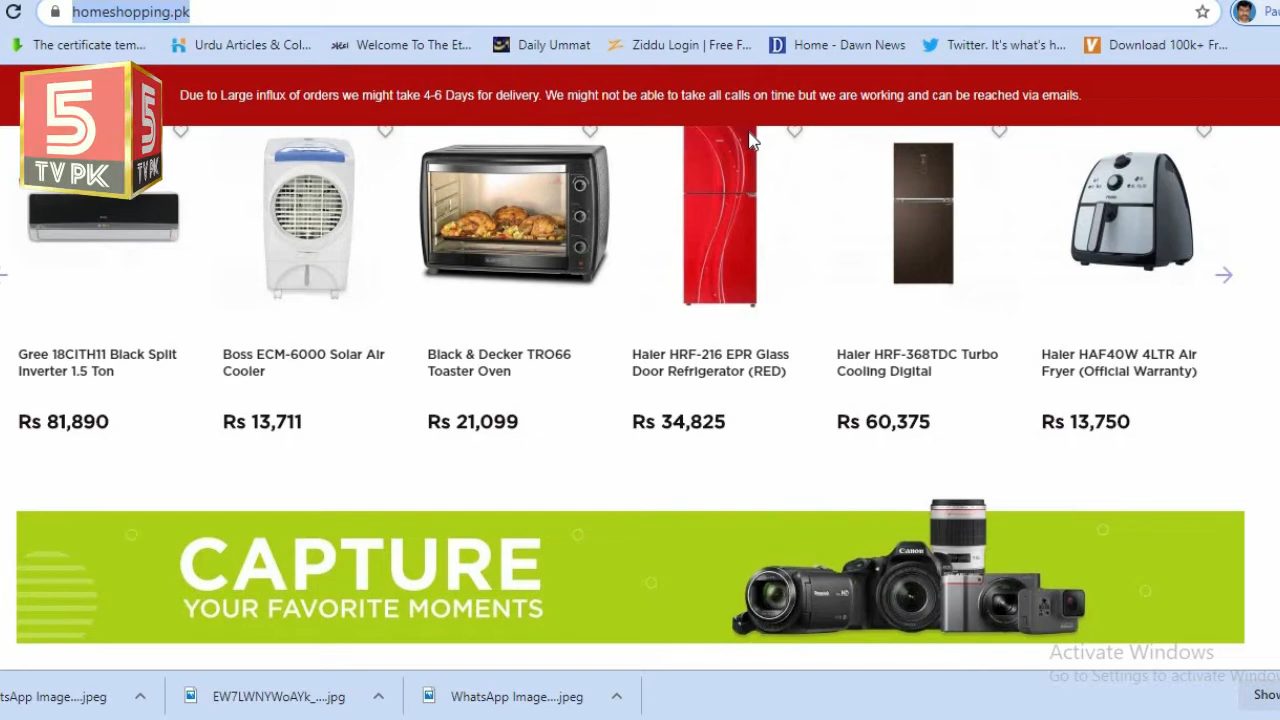 homeshopping.pk
Pau
The certificate tem...
Urdu Articles & Col...
Welcome To The Et...
Daily Ummat
Ziddu Login | Free F...
Home - Dawn News
Twitter. It's what's h...
Download 100k+ Fr...
5
5
TV PK
TV PK
Due to Large influx of orders we might take 4-6 Days for delivery. We might not be able to take all calls on time but we are working and can be reached via emails.
Gree 18CITH11 Black Split
Inverter 1.5 Ton
Rs 81,890
Boss ECM-6000 Solar Air
Cooler
Rs 13,711
Black & Decker TRO66
Toaster Oven
Rs 21,099
Haier HRF-216 EPR Glass
Door Refrigerator (RED)
Rs 34,825
Haier HRF-368TDC Turbo
Cooling Digital
Rs 60,375
Haier HAF40W 4LTR Air
Fryer (Official Warranty)
Rs 13,750
CAPTURE
YOUR FAVORITE MOMENTS
Canon
Activate Windows
Go to Settings to activate Windows
tsApp Image....jpeg
EW7LWNYWoAYk_....jpg
WhatsApp Image....jpeg
Show